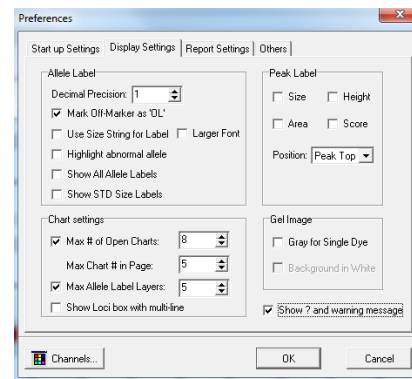 Preferences
Start up Settings Display Settings Report Settings Others
Allele Label
Decimal Precision: 1
Mark Off-Marker as 'OL'
Use Size String for Label Larger Font
Highlight abnormal allele
Show All Allele Labels
Show STD Size Labels
Peak Label
Size Height
Area Score
Position: Peak Top
Chart settings
Max # of Open Charts: 8
Max Chart # in Page: 5
Max Allele Label Layers: 5
Show Loci box with multi-line
Gel Image
Gray for Single Dye
Background in White
Show ? and warning message
Channels... OK Cancel